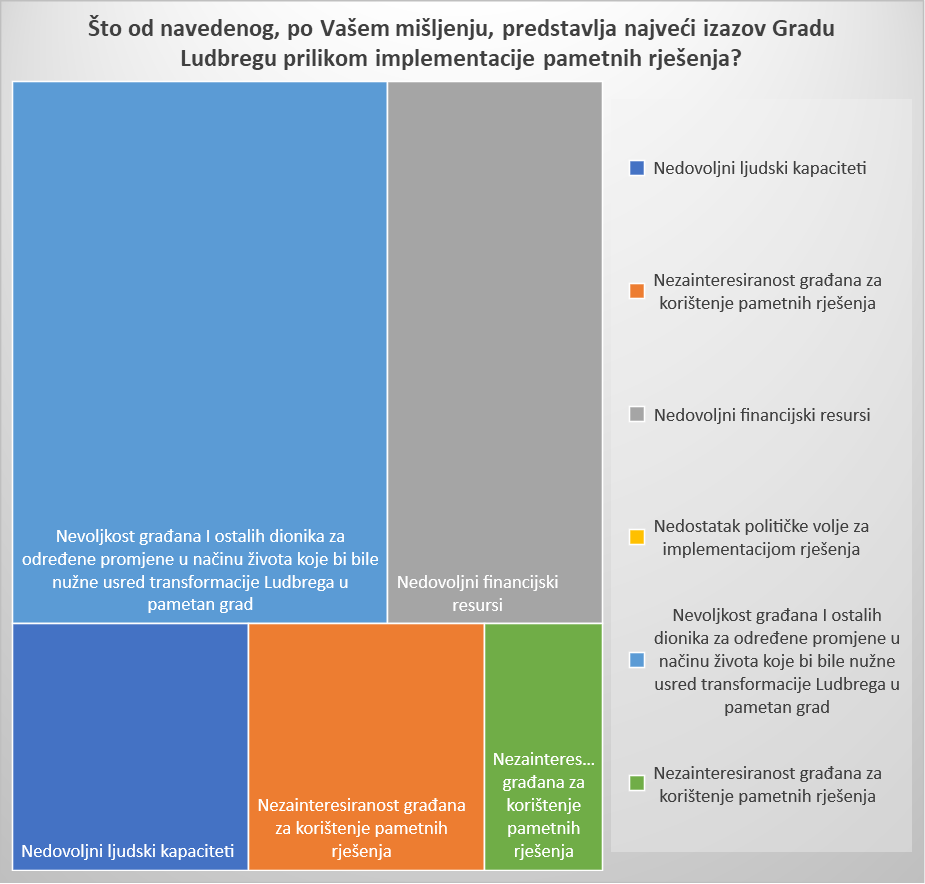 Što od navedenog, po Vašem mišljenju, predstavlja najveći izazov Gradu
Ludbregu prilikom implementacije pametnih rješenja?
Nevoljkost građana I ostalih dionika za
određene promjene u načinu života koje bi bile
nužne usred transformacije Ludbrega u
pametan grad
Nedovoljni financijski
resursi
Nedovoljni ljudski kapaciteti
Nezainteresiranost građana
za korištenje pametnih
rješenja
Nezainteres...
građana za
korištenje
pametnih
rješenja
Nedovoljni ljudski kapaciteti
Nezainteresiranost građana za
korištenje pametnih rješenja
Nedovoljni financijski resursi
Nedostatak političke volje za
implementacijom rješenja
Nevoljkost građana I ostalih
dionika za određene promjene u
načinu života koje bi bile nužne
usred transformacije Ludbrega u
pametan grad
Nezainteresiranost građana za
korištenje pametnih rješenja